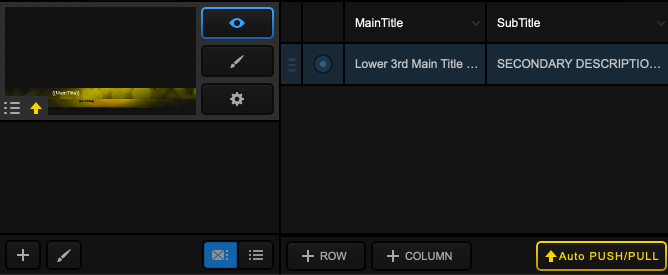 MainTitle
SubTitle
Lower 3rd Main Title ...
SECONDARY DESCRIPTIO...
{{MainTitle}}
ROW
COLUMN
Auto PUSH/PULL